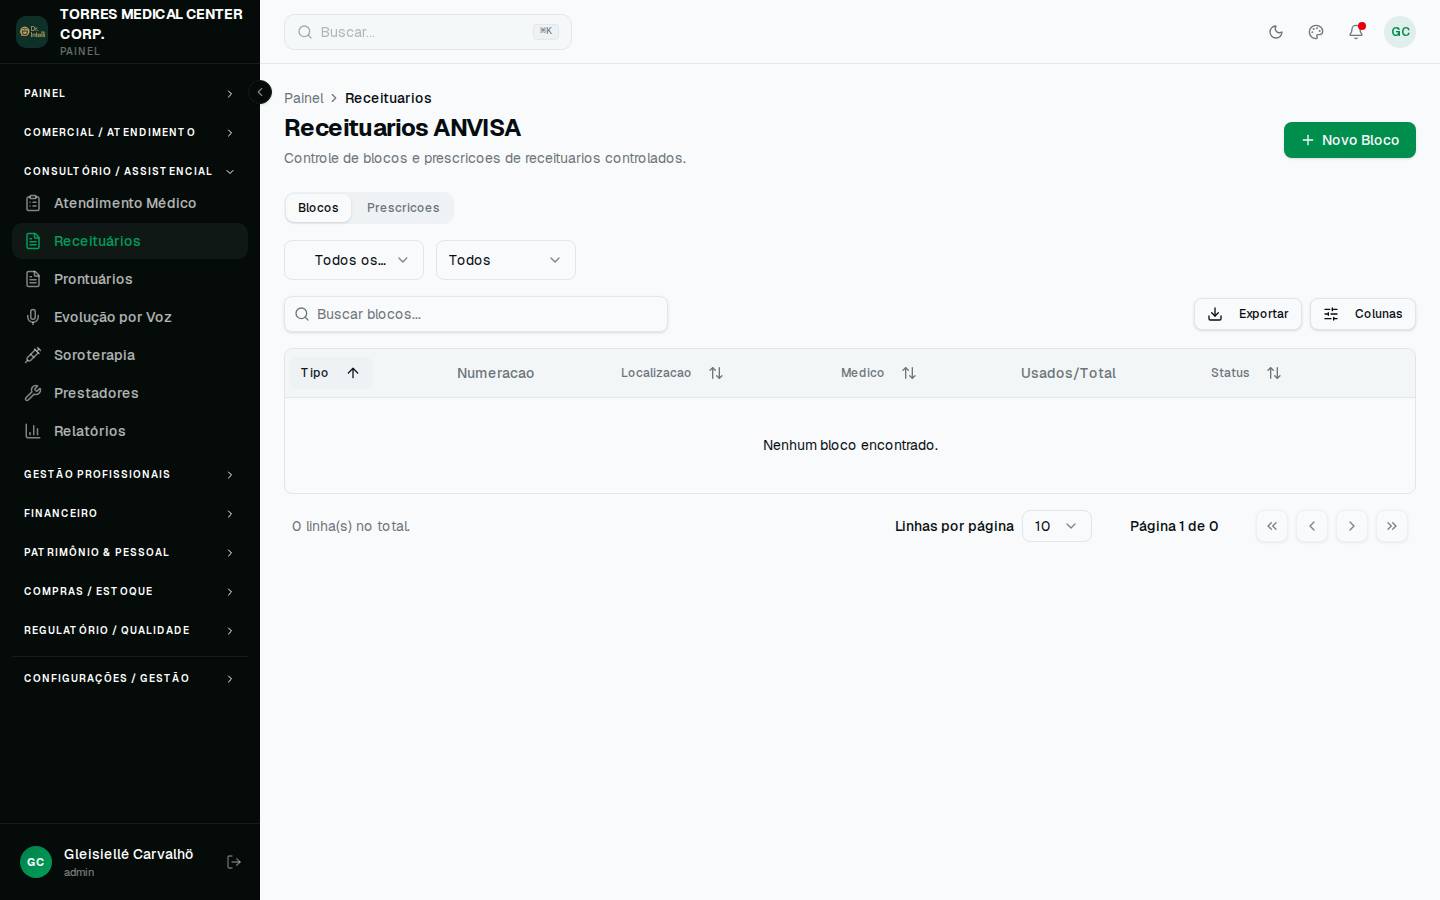 TORRES MEDICAL CENTER
CORP.
PAINEL
Buscar...
⌘K
GC
PAINEL
COMERCIAL / ATENDIMENTO
CONSULTÓRIO / ASSISTENCIAL
Atendimento Médico
Receituários
Prontuários
Evolução por Voz
Soroterapia
Prestadores
Relatórios
GESTÃO PROFISSIONAIS
FINANCEIRO
PATRIMÔNIO & PESSOAL
COMPRAS / ESTOQUE
REGULATÓRIO / QUALIDADE
CONFIGURAÇÕES / GESTÃO
GC
Gleisiellé Carvalhö
admin
Painel > Receituarios
Receituarios ANVISA
Controle de blocos e prescricoes de receituarios controlados.
Novo Bloco
Blocos Prescricoes
Todos os... Todos
Buscar blocos...
Exportar Colunas
Tipo Numeracao Localizacao Medico Usados/Total Status
Nenhum bloco encontrado.
0 linha(s) no total. Linhas por página 10 Página 1 de 0